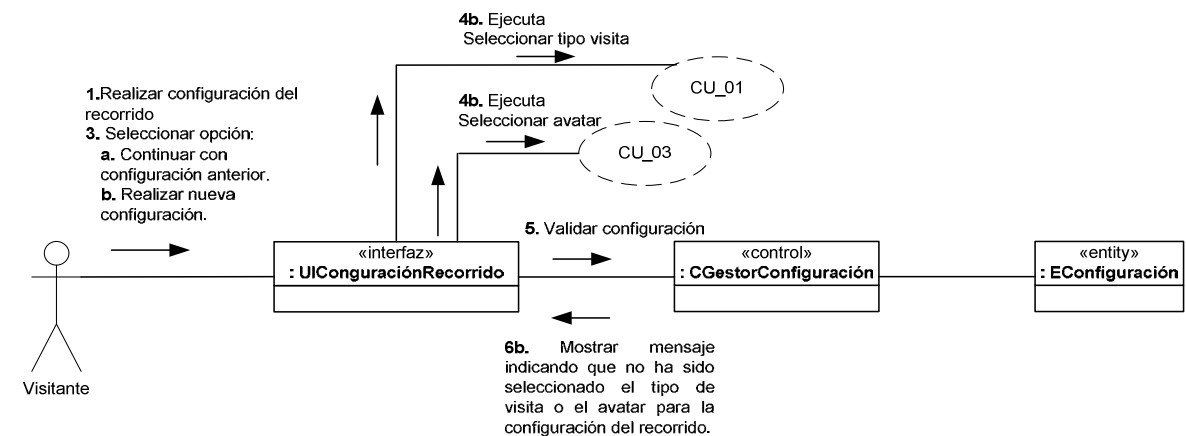 4b. Ejecuta
Seleccionar tipo visita
CU_01
1.Realizar configuración del
recorrido
3. Seleccionar opción:
a. Continuar con
configuración anterior.
b. Realizar nueva
configuración.
4b. Ejecuta
Seleccionar avatar
CU_03
5. Validar configuración
«interfaz»
: UIConguraciónRecorrido
«control»
: CGestorConfiguración
«entity»
: EConfiguración
Visitante
6b. Mostrar mensaje
indicando que no ha sido
seleccionado el tipo de
visita o el avatar para la
configuración del recorrido.